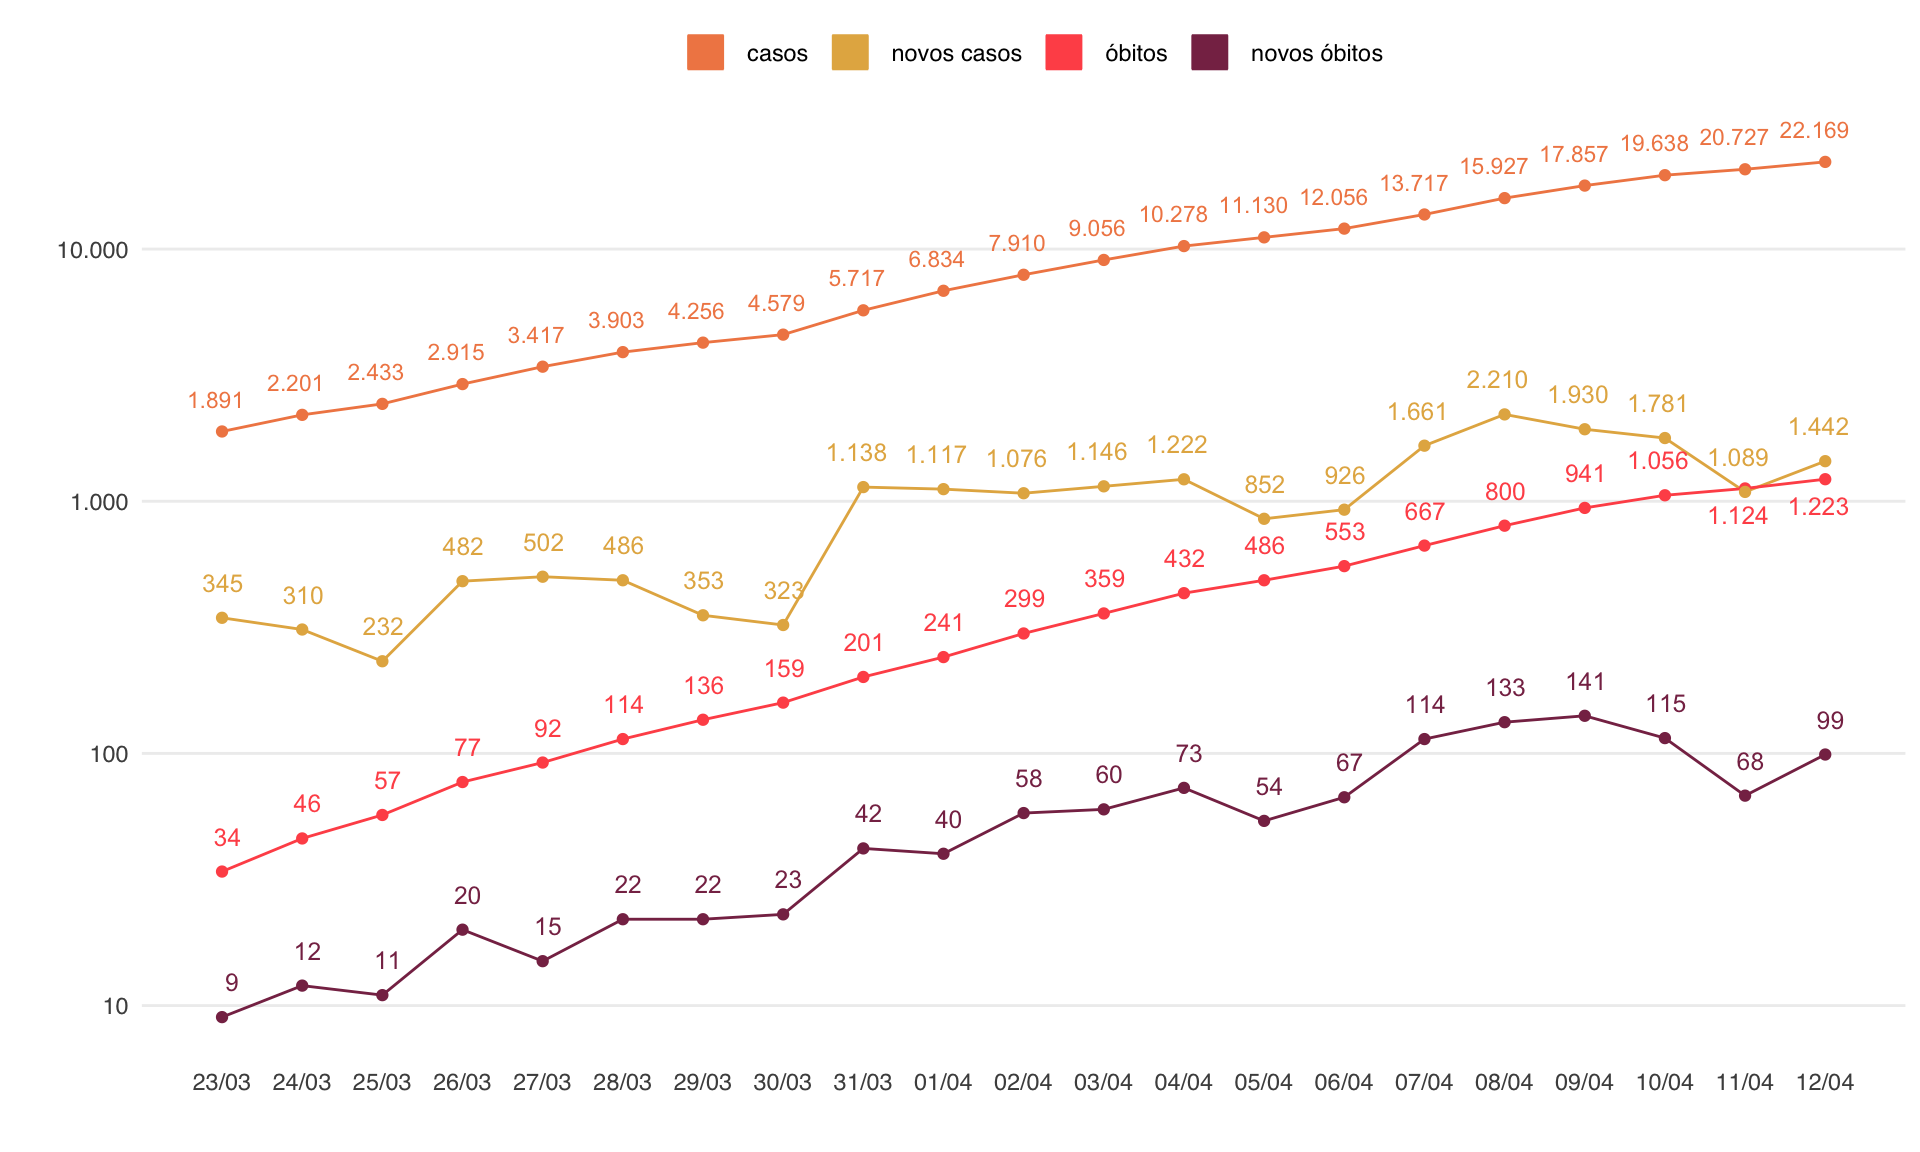 casos novos casos óbitos novos óbitos
1.891 2.201 2.433 2.915 3.417 3.903 4.256 4.579 5.717 6.834 7.910 9.056 10.278 11.130 12.056 13.717 15.927 17.857 19.638 20.727 22.169
345 310 232 482 502 486 353 323 1.138 1.117 1.076 1.146 1.222 852 926 1.661 2.210 1.930 1.781 1.089 1.442
34 46 57 77 92 114 136 159 201 241 299 359 432 486 553 667 800 941 1.056 1.124 1.223
9 12 11 20 15 22 22 23 42 40 58 60 73 54 67 114 133 141 115 68 99
10.000
1.000
100
10
23/03 24/03 25/03 26/03 27/03 28/03 29/03 30/03 31/03 01/04 02/04 03/04 04/04 05/04 06/04 07/04 08/04 09/04 10/04 11/04 12/04